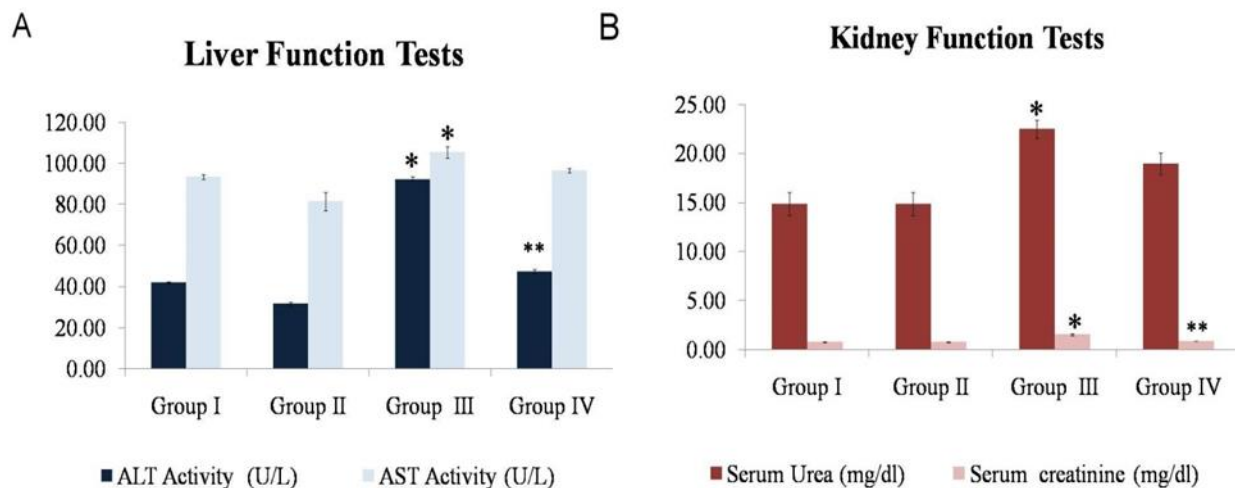 A
Liver Function Tests
120.00
100.00
80.00
60.00
40.00
20.00
0.00
*
*
**
Group I
Group II
Group III
Group IV
ALT Activity (U/L)
AST Activity (U/L)
B
Kidney Function Tests
25.00
20.00
15.00
10.00
5.00
0.00
*
*
**
Group I
Group II
Group III
Group IV
Serum Urea (mg/dl)
Serum creatinine (mg/dl)